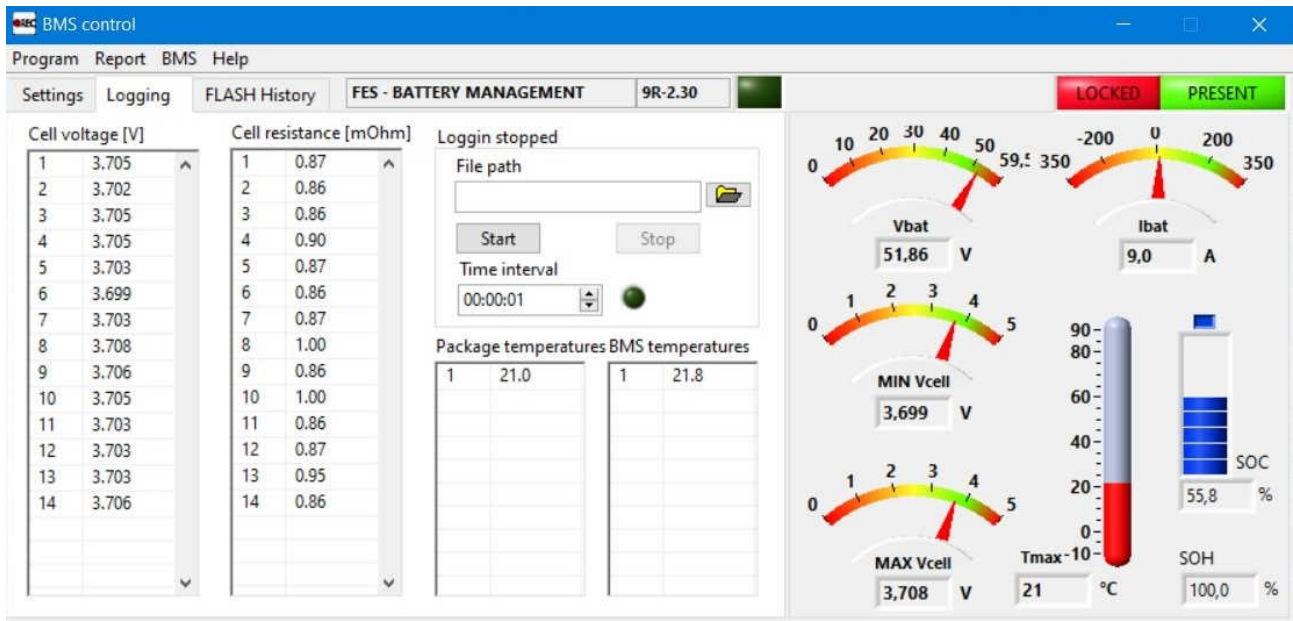 REC BMS control
Program Report BMS Help
Settings Logging FLASH History FES - BATTERY MANAGEMENT 9R-2.30 LOCKED PRESENT
Cell voltage [V]
1 3.705
2 3.702
3 3.705
4 3.705
5 3.703
6 3.699
7 3.703
8 3.708
9 3.706
10 3.705
11 3.703
12 3.703
13 3.703
14 3.706
Cell resistance [mOhm]
1 0.87
2 0.86
3 0.86
4 0.90
5 0.87
6 0.86
7 0.87
8 1.00
9 0.86
10 1.00
11 0.86
12 0.87
13 0.95
14 0.86
Loggin stopped
File path
Start Stop
Time interval
00:00:01
Package temperatures
1 21.0
BMS temperatures
1 21.8
0 10 20 30 40 50 59,5
Vbat
51,86 V
350 -200 0 200 350
Ibat
9,0 A
0 1 2 3 4 5
MIN Vcell
3,699 V
0 1 2 3 4 5
MAX Vcell
3,708 V
90
80
60
40
20
0
-10
Tmax
21 °C
SOC
55,8 %
SOH
100,0 %